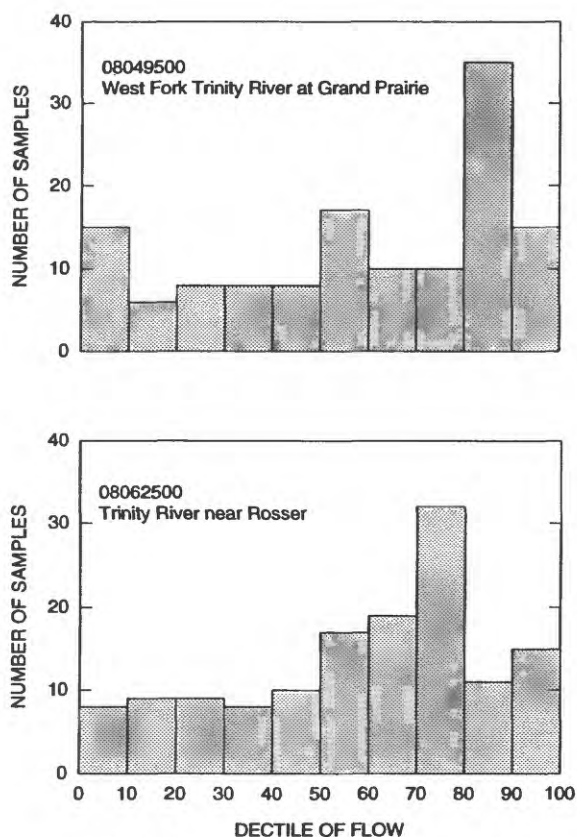 40
08049500
West Fork Trinity River at Grand Prairie
30
NUMBER OF SAMPLES
20
10
0
40
08062500
Trinity River near Rosser
30
NUMBER OF SAMPLES
20
10
0
0 10 20 30 40 50 60 70 80 90 100
DECTILE OF FLOW